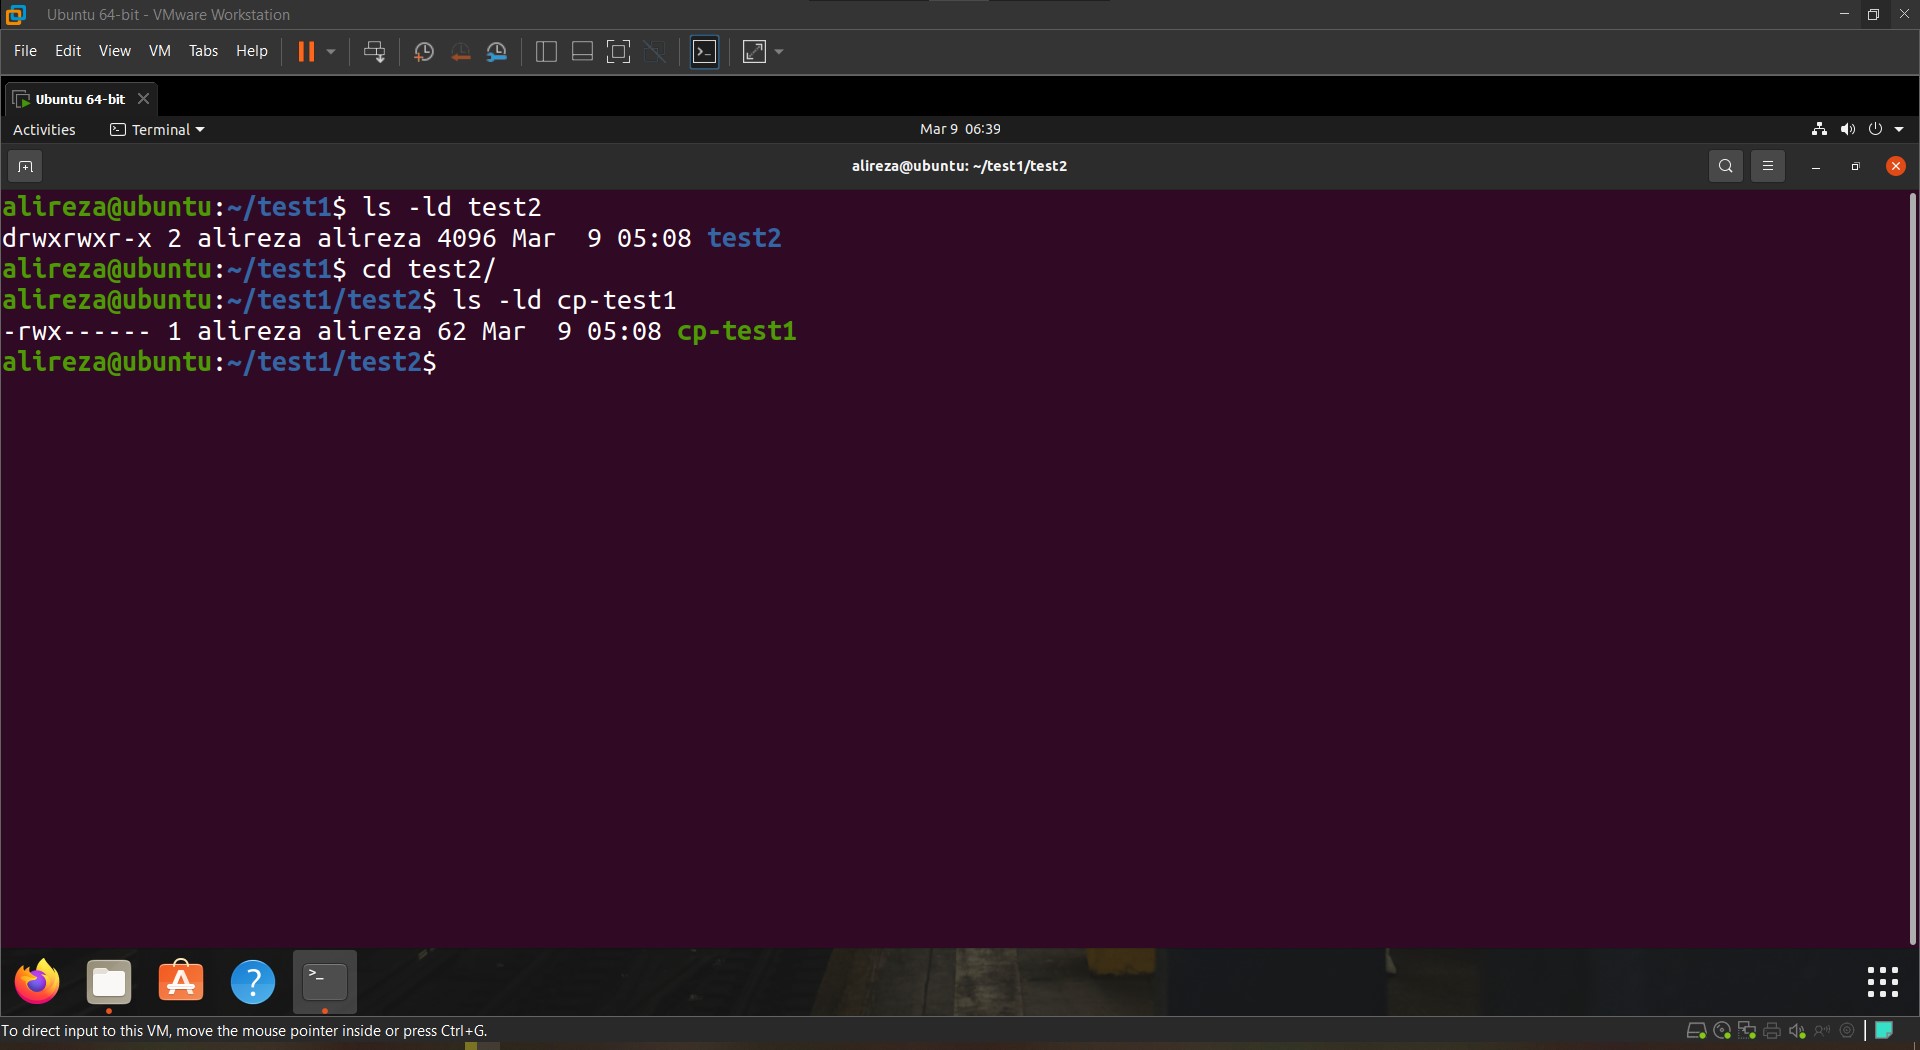 Ubuntu 64-bit - VMware Workstation
File Edit View VM Tabs Help
Ubuntu 64-bit
Activities Terminal Mar 9 06:39
alireza@ubuntu: ~/test1/test2
alireza@ubuntu:~/test1$ ls -ld test2
drwxrwxr-x 2 alireza alireza 4096 Mar  9 05:08 test2
alireza@ubuntu:~/test1$ cd test2/
alireza@ubuntu:~/test1/test2$ ls -ld cp-test1
-rwx------ 1 alireza alireza 62 Mar  9 05:08 cp-test1
alireza@ubuntu:~/test1/test2$
To direct input to this VM, move the mouse pointer inside or press Ctrl+G.